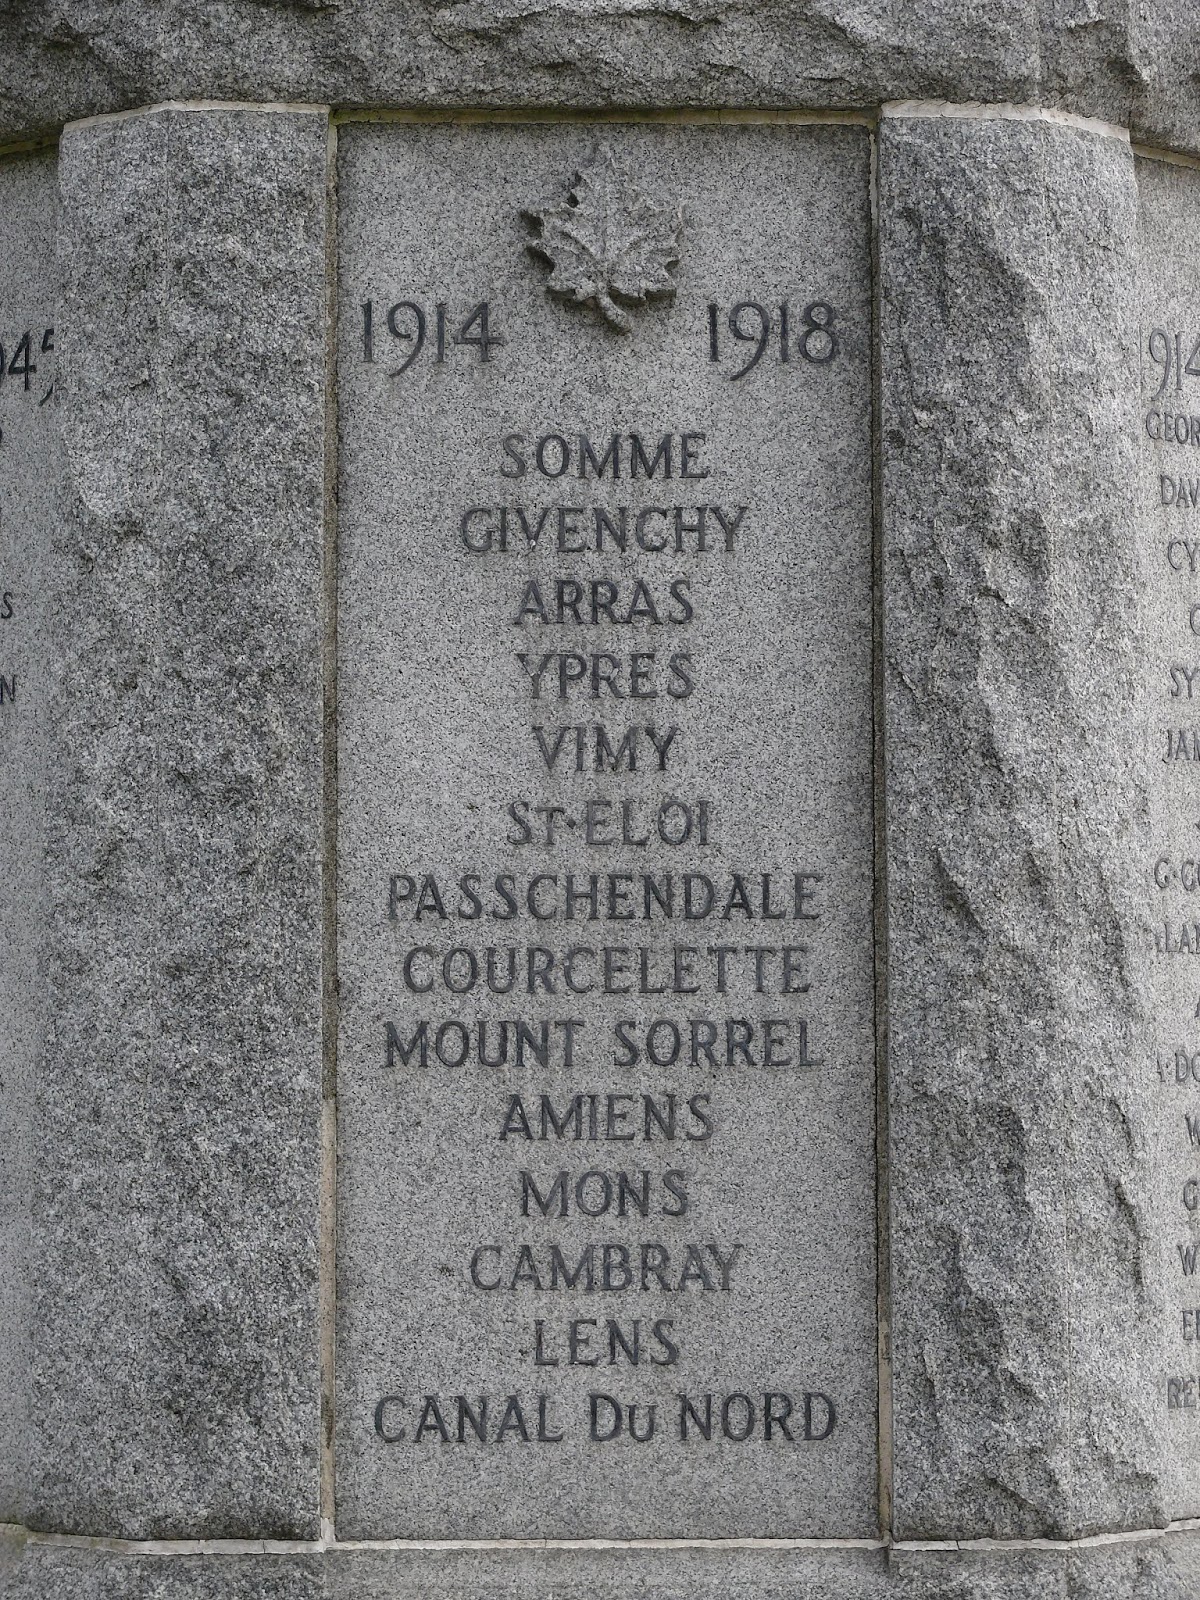 1914 1918
SOMME
GIVENCHY
ARRAS
YPRES
VIMY
ST·ELOI
PASSCHENDALE
COURCELETTE
MOUNT SORREL
AMIENS
MONS
CAMBRAY
LENS
CANAL DU NORD